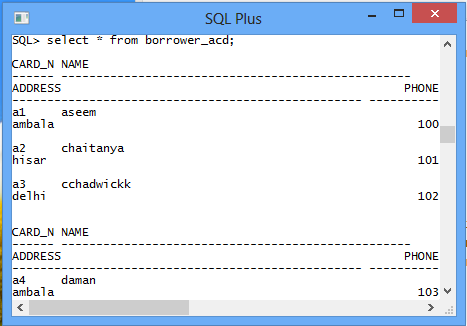 SQL Plus
SQL> select * from borrower_acd;
CARD_N NAME
------ --------------------------------------------------
ADDRESS PHONE
-------------------------------------------------- ----------
a1 aseem
ambala 100
a2 chaitanya
hisar 101
a3 cchadwickk
delhi 102
CARD_N NAME
------ --------------------------------------------------
ADDRESS PHONE
-------------------------------------------------- ----------
a4 daman
ambala 103